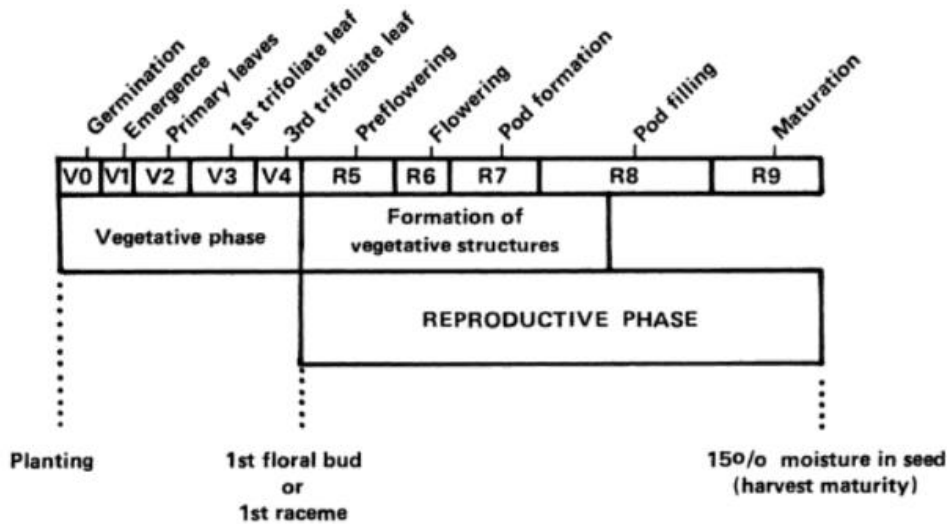 Germination
Emergence
Primary leaves
1st trifoliate leaf
3rd trifoliate leaf
Preflowering
Flowering
Pod formation
Pod filling
Maturation
V0 V1 V2 V3 V4 R5 R6 R7 R8 R9
Vegetative phase
Formation of
vegetative structures
REPRODUCTIVE PHASE
Planting
1st floral bud
or
1st raceme
15o/o moisture in seed
(harvest maturity)